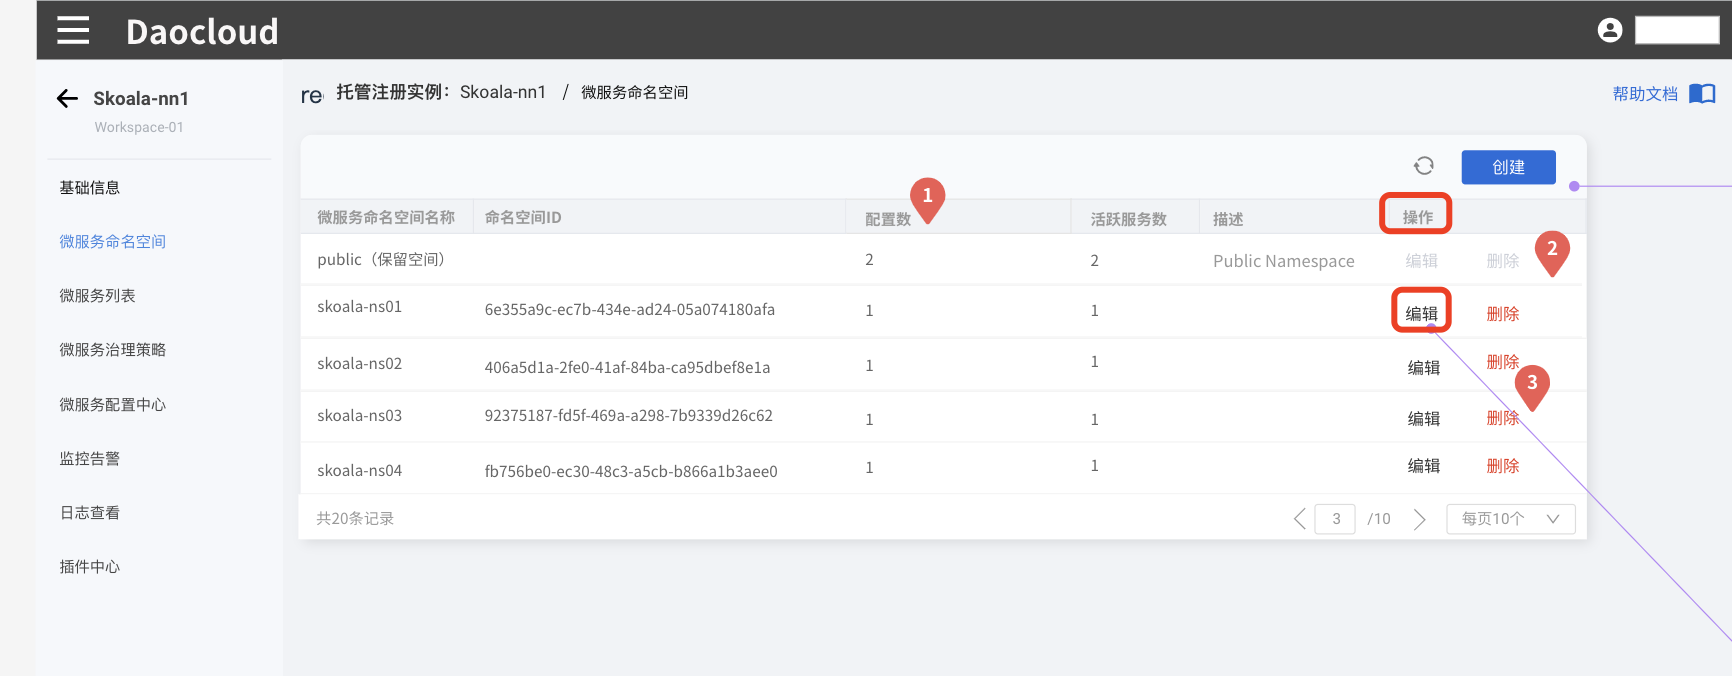 Daocloud
Skoala-nn1
Workspace-01
基础信息
微服务命名空间
微服务列表
微服务治理策略
微服务配置中心
监控告警
日志查看
插件中心
re 托管注册实例： Skoala-nn1 / 微服务命名空间
帮助文档
创建
1
微服务命名空间名称 命名空间ID 配置数 活跃服务数 描述 操作
public（保留空间） 2 2 Public Namespace 编辑 删除
2
skoala-ns01 6e355a9c-ec7b-434e-ad24-05a074180afa 1 1 编辑 删除
skoala-ns02 406a5d1a-2fe0-41af-84ba-ca95dbef8e1a 1 1 编辑 删除
3
skoala-ns03 92375187-fd5f-469a-a298-7b9339d26c62 1 1 编辑 删除
skoala-ns04 fb756be0-ec30-48c3-a5cb-b866a1b3aee0 1 1 编辑 删除
共20条记录 3 /10 每页10个